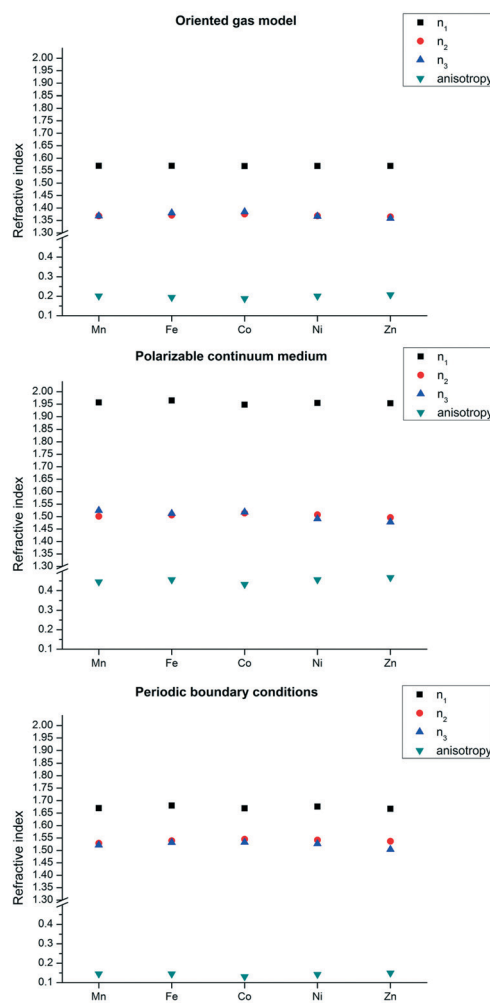 Oriented gas model
n1
n2
n3
anisotropy
2.00
1.95
1.90
1.85
1.80
1.75
1.70
1.65
1.60
1.55
1.50
1.45
1.40
1.35
1.30
0.4
0.3
0.2
0.1
Refractive index
Mn Fe Co Ni Zn
Polarizable continuum medium
n1
n2
n3
anisotropy
2.00
1.95
1.90
1.85
1.80
1.75
1.70
1.65
1.60
1.55
1.50
1.45
1.40
1.35
1.30
0.4
0.3
0.2
0.1
Refractive index
Mn Fe Co Ni Zn
Periodic boundary conditions
n1
n2
n3
anisotropy
2.00
1.95
1.90
1.85
1.80
1.75
1.70
1.65
1.60
1.55
1.50
1.45
1.40
1.35
1.30
0.4
0.3
0.2
0.1
Refractive index
Mn Fe Co Ni Zn